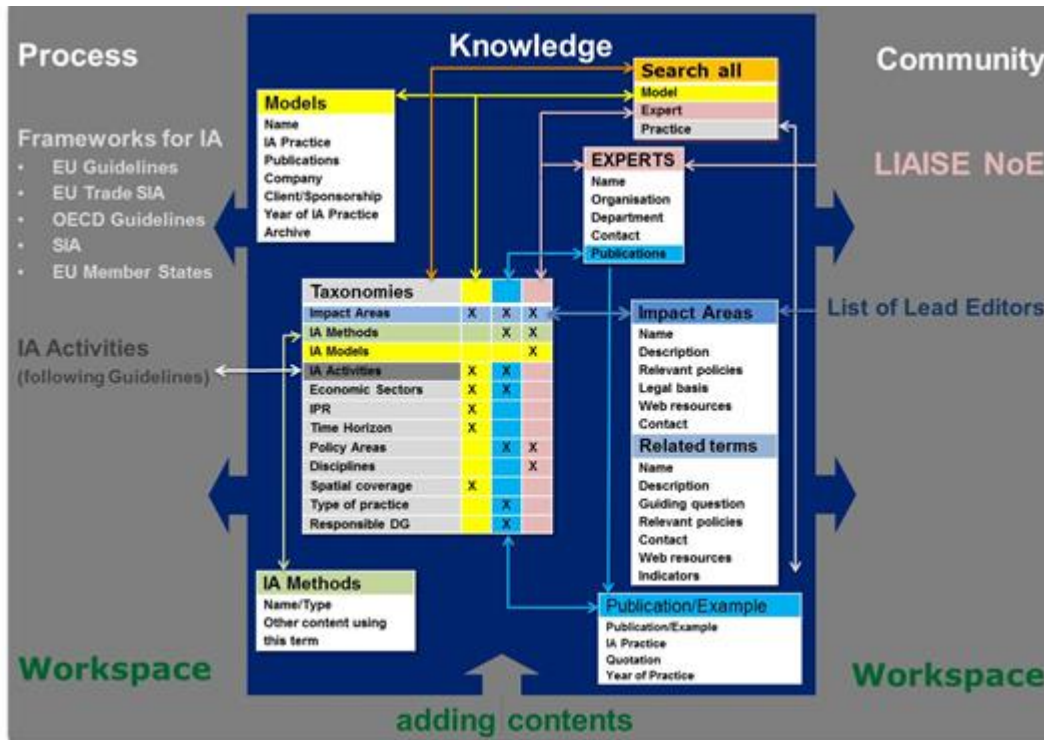 Process
Frameworks for IA
• EU Guidelines
• EU Trade SIA
• OECD Guidelines
• SIA
• EU Member States
IA Activities
(following Guidelines)
Workspace
Knowledge
Models
Name
IA Practice
Publications
Company
Client/Sponsorship
Year of IA Practice
Archive
Search all
Model
Expert
Practice
EXPERTS
Name
Organisation
Department
Contact
Publications
Taxonomies
Impact Areas X X X
IA Methods X X
IA Models X
IA Activities X X
Economic Sectors X X
IPR X
Time Horizon X
Policy Areas X X
Disciplines X
Spatial coverage X
Type of practice X
Responsible DG X
Impact Areas
Name
Description
Relevant policies
Legal basis
Web resources
Contact
Related terms
Name
Description
Guiding question
Relevant policies
Contact
Web resources
Indicators
IA Methods
Name/Type
Other content using
this term
Publication/Example
Publication/Example
IA Practice
Quotation
Year of Practice
adding contents
Community
LIAISE NoE
List of Lead Editors
Workspace